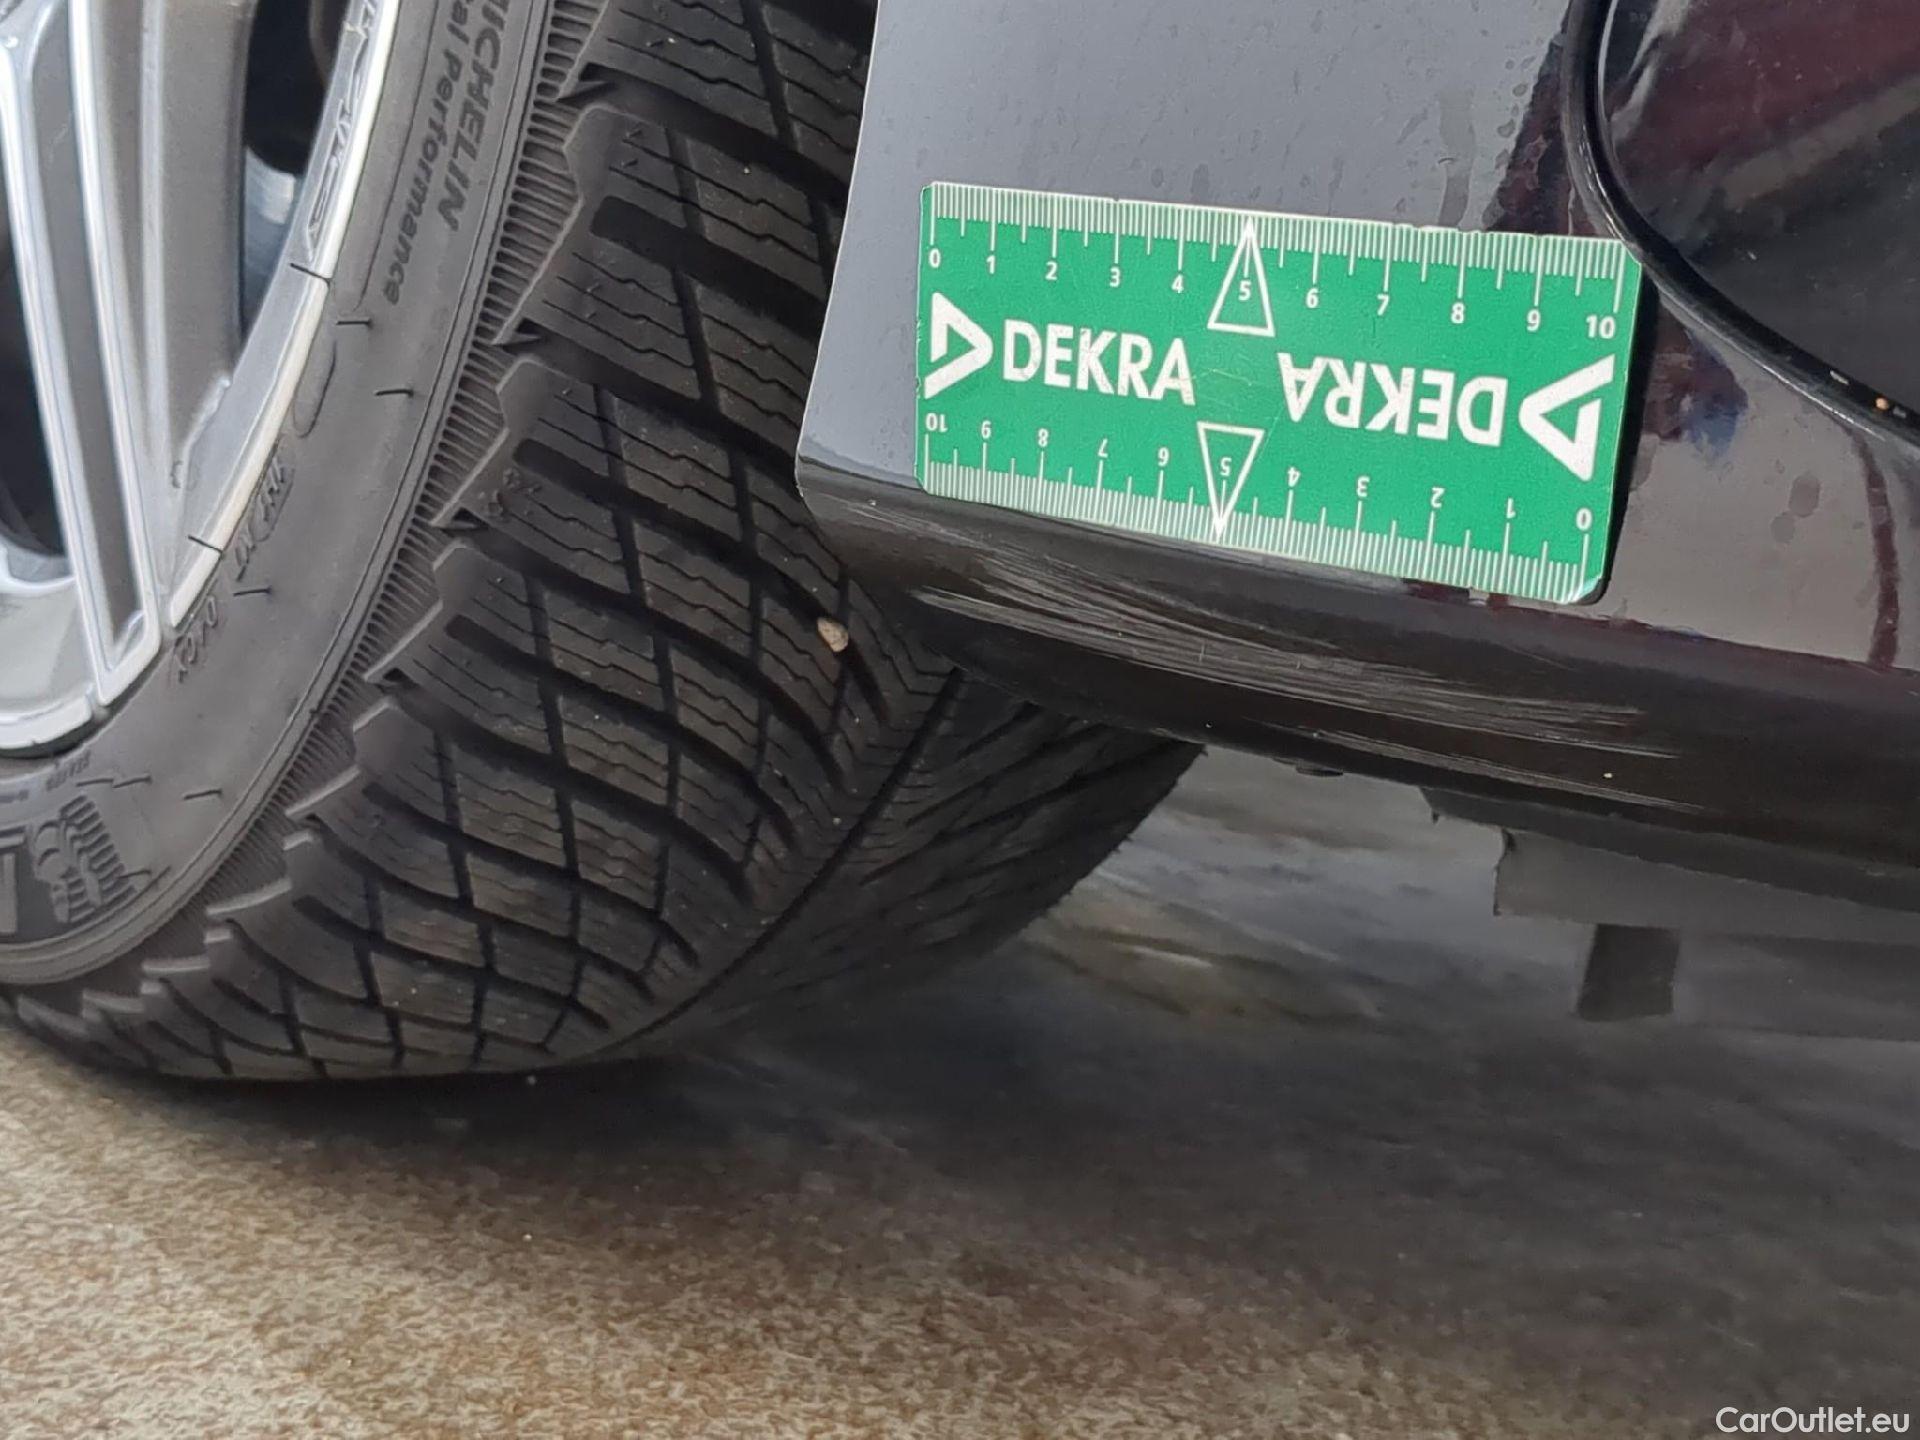 MICHELIN
Performance
0 1 2 3 4 5 6 7 8 9 10
DEKRA
DEKRA
10 9 8 7 6 5 4 3 2 1 0
CarOutlet.eu